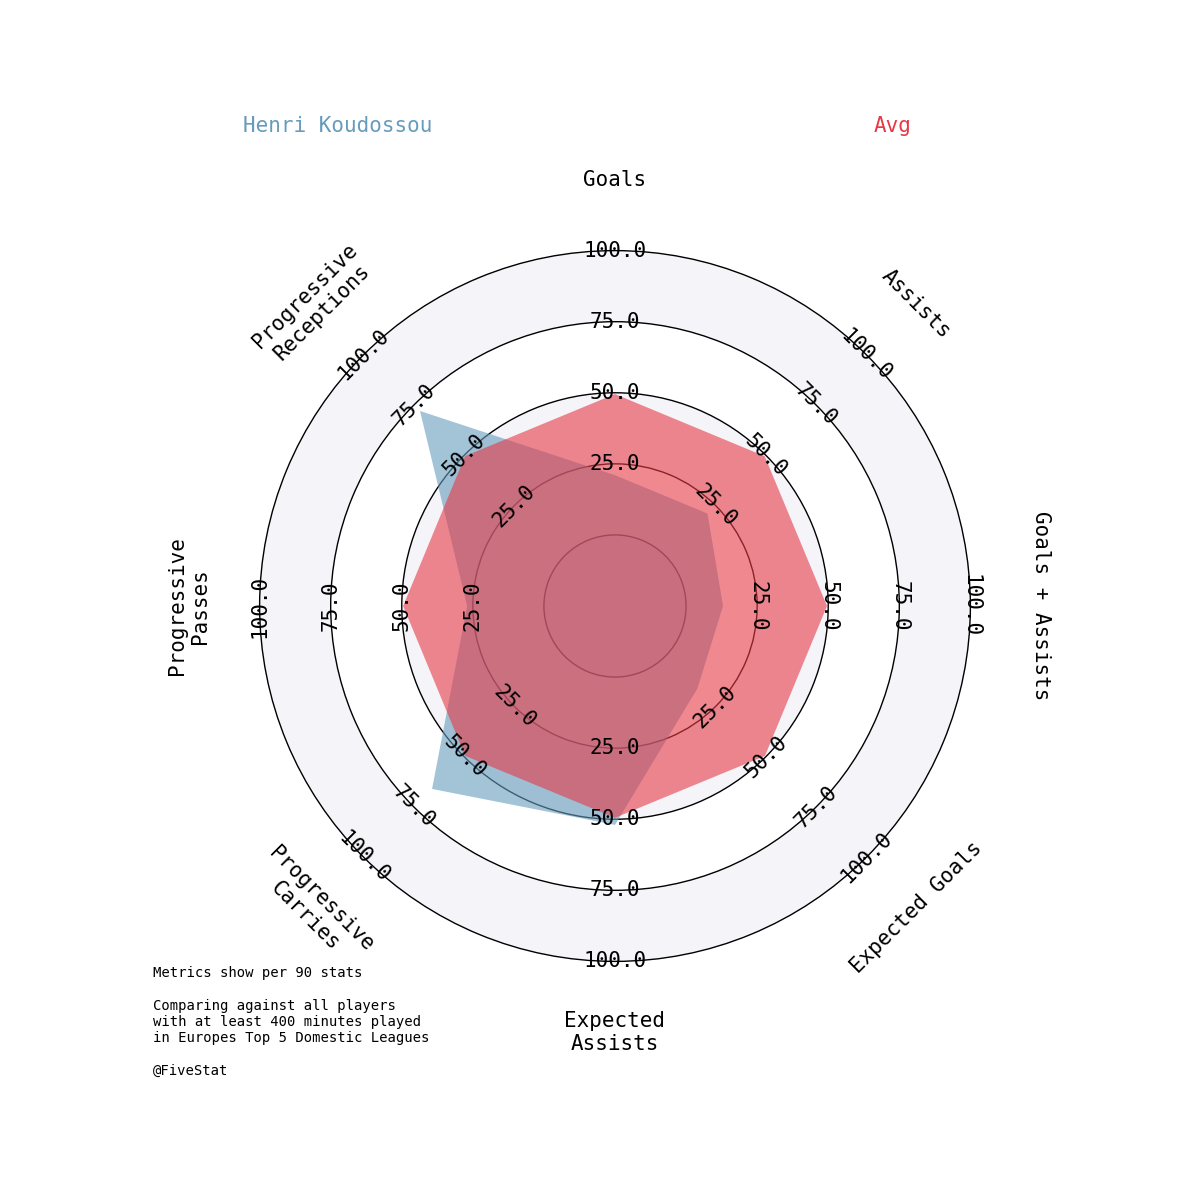 Henri Koudossou
Avg
Goals
Assists
Goals + Assists
Expected Goals
Expected
Assists
Progressive
Carries
Progressive
Passes
Progressive
Receptions
100.0
75.0
50.0
25.0
100.0
75.0
50.0
25.0
100.0
75.0
50.0
25.0
100.0
75.0
50.0
25.0
100.0
75.0
50.0
25.0
100.0
75.0
50.0
25.0
100.0
75.0
50.0
25.0
100.0
75.0
50.0
25.0
Metrics show per 90 stats
Comparing against all players
with at least 400 minutes played
in Europes Top 5 Domestic Leagues
@FiveStat